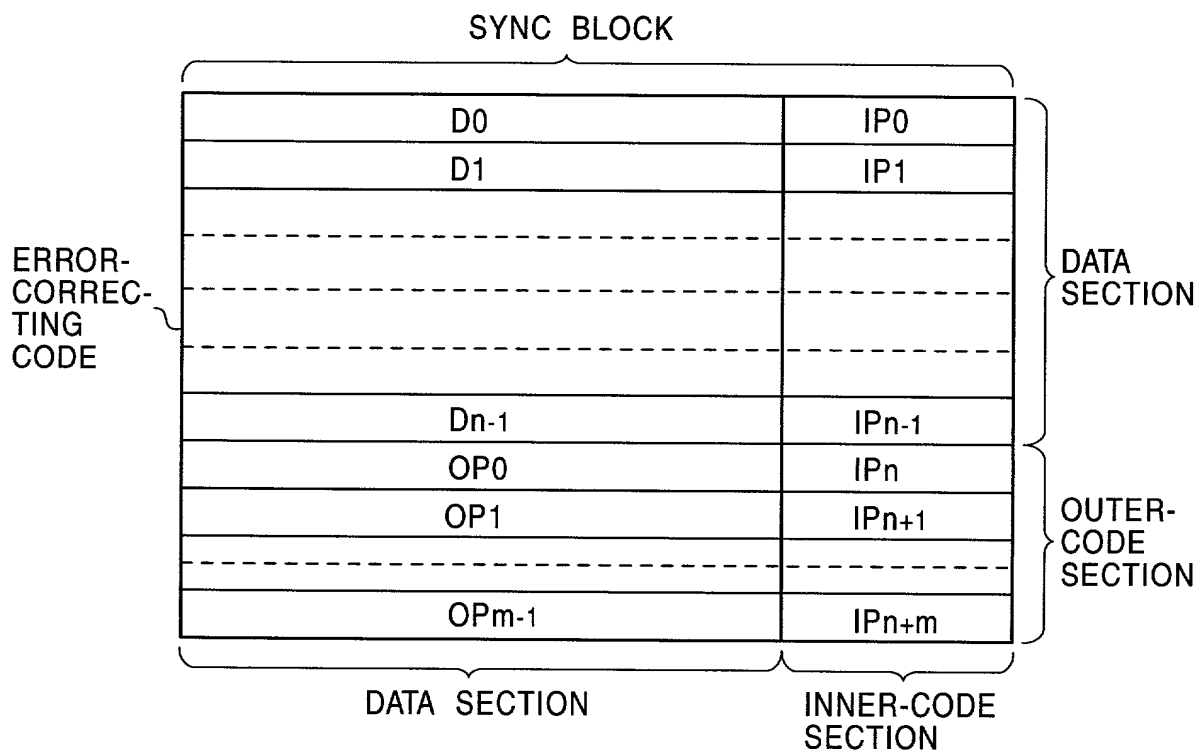 SYNC BLOCK
D0 IP0
D1 IP1
ERROR-
CORREC-
TING
CODE
DATA
SECTION
Dn-1 IPn-1
OP0 IPn
OP1 IPn+1
OUTER-
CODE
SECTION
OPm-1 IPn+m
DATA SECTION
INNER-CODE
SECTION